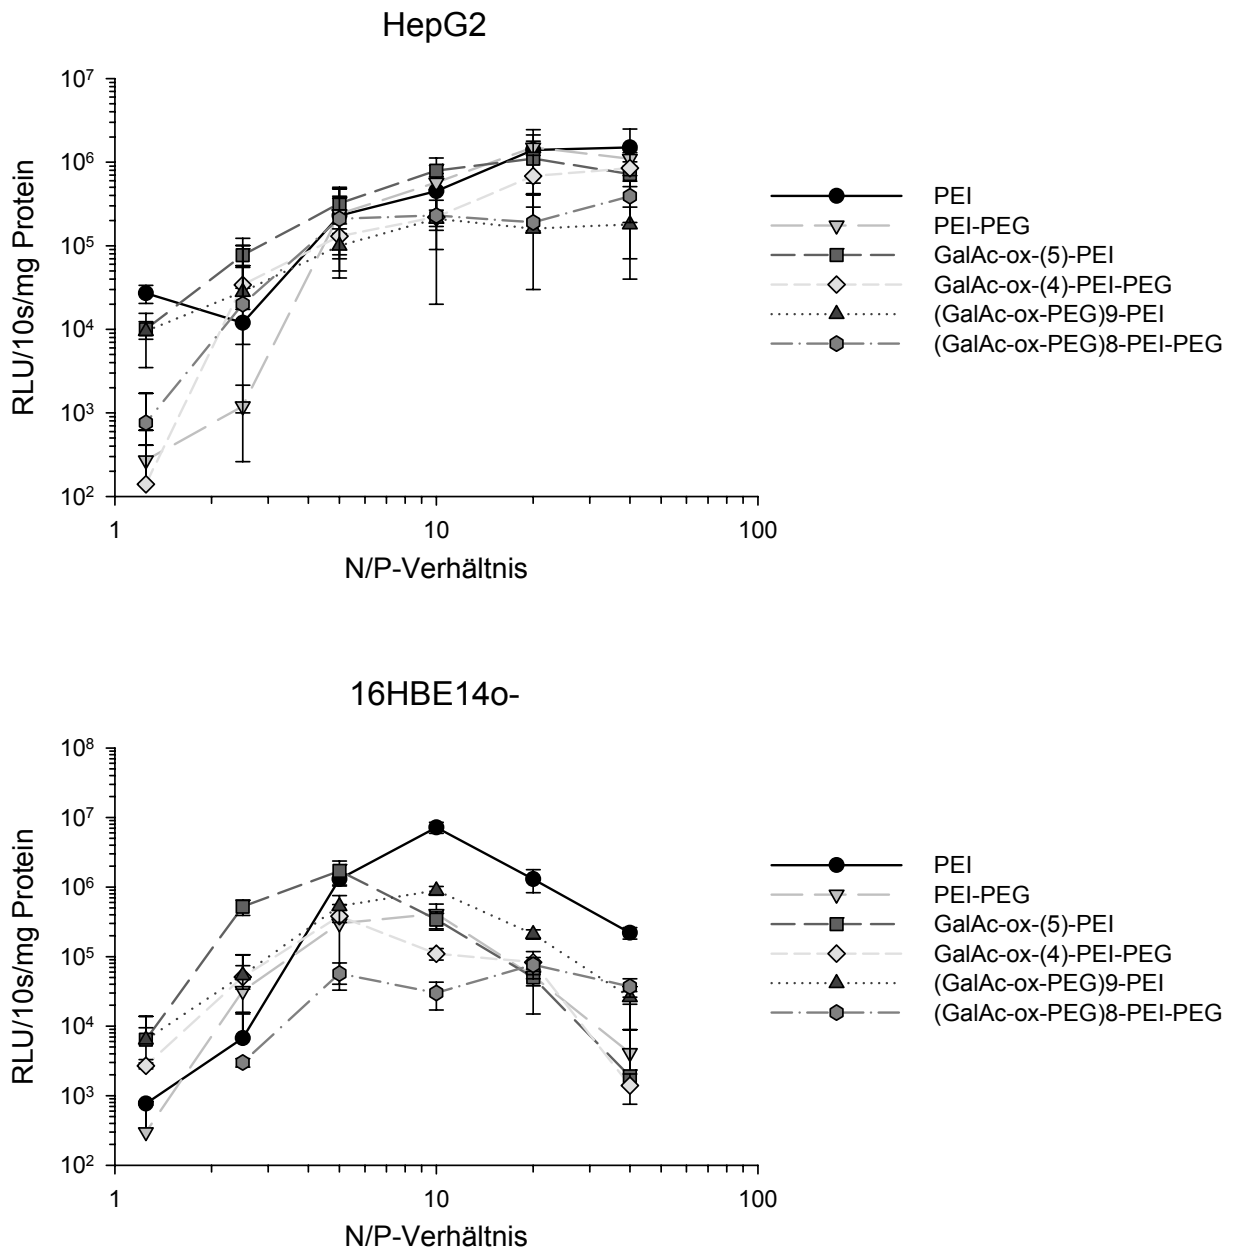 HepG2
10⁷
10⁶
10⁵
10⁴
10³
10²
RLU/10s/mg Protein
1
10
100
N/P-Verhältnis
PEI
PEI-PEG
GalAc-ox-(5)-PEI
GalAc-ox-(4)-PEI-PEG
(GalAc-ox-PEG)9-PEI
(GalAc-ox-PEG)8-PEI-PEG
16HBE14o-
10⁸
10⁷
10⁶
10⁵
10⁴
10³
10²
RLU/10s/mg Protein
1
10
100
N/P-Verhältnis
PEI
PEI-PEG
GalAc-ox-(5)-PEI
GalAc-ox-(4)-PEI-PEG
(GalAc-ox-PEG)9-PEI
(GalAc-ox-PEG)8-PEI-PEG